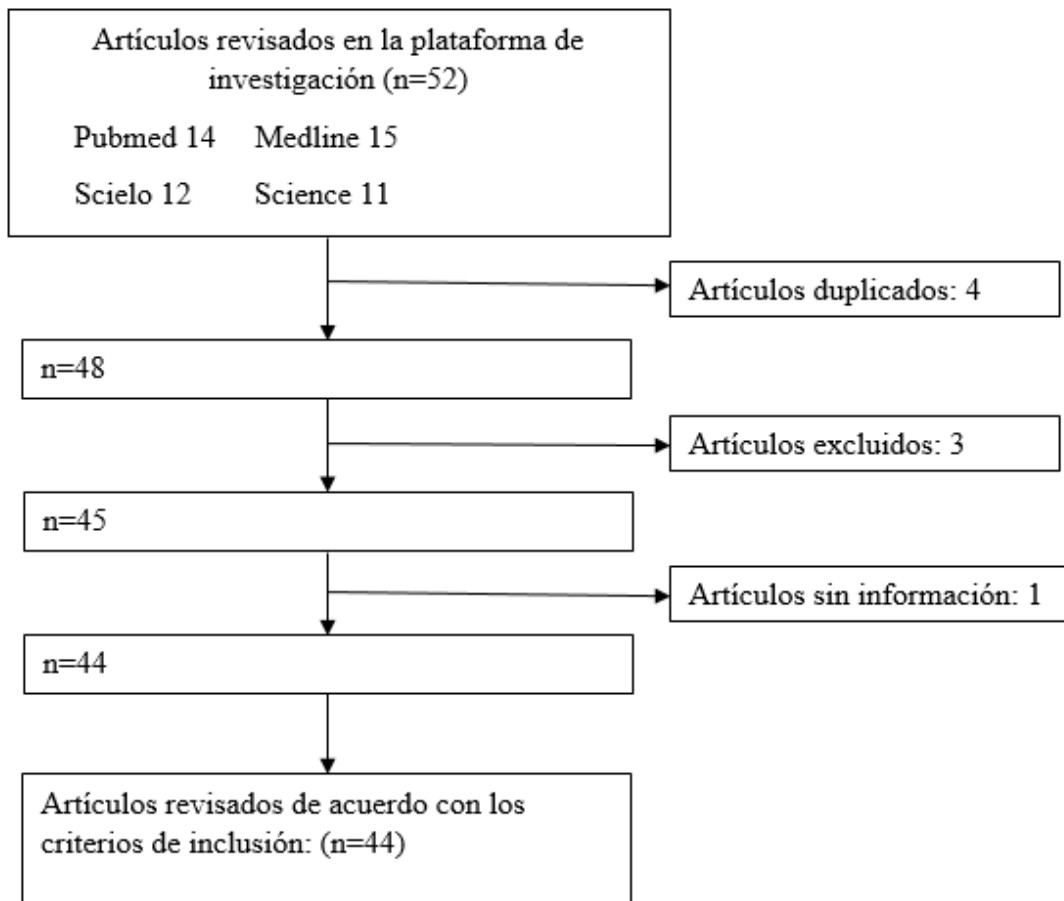 Artículos revisados en la plataforma de
investigación (n=52)
Pubmed 14 Medline 15
Scielo 12 Science 11
Artículos duplicados: 4
n=48
Artículos excluidos: 3
n=45
Artículos sin información: 1
n=44
Artículos revisados de acuerdo con los
criterios de inclusión: (n=44)